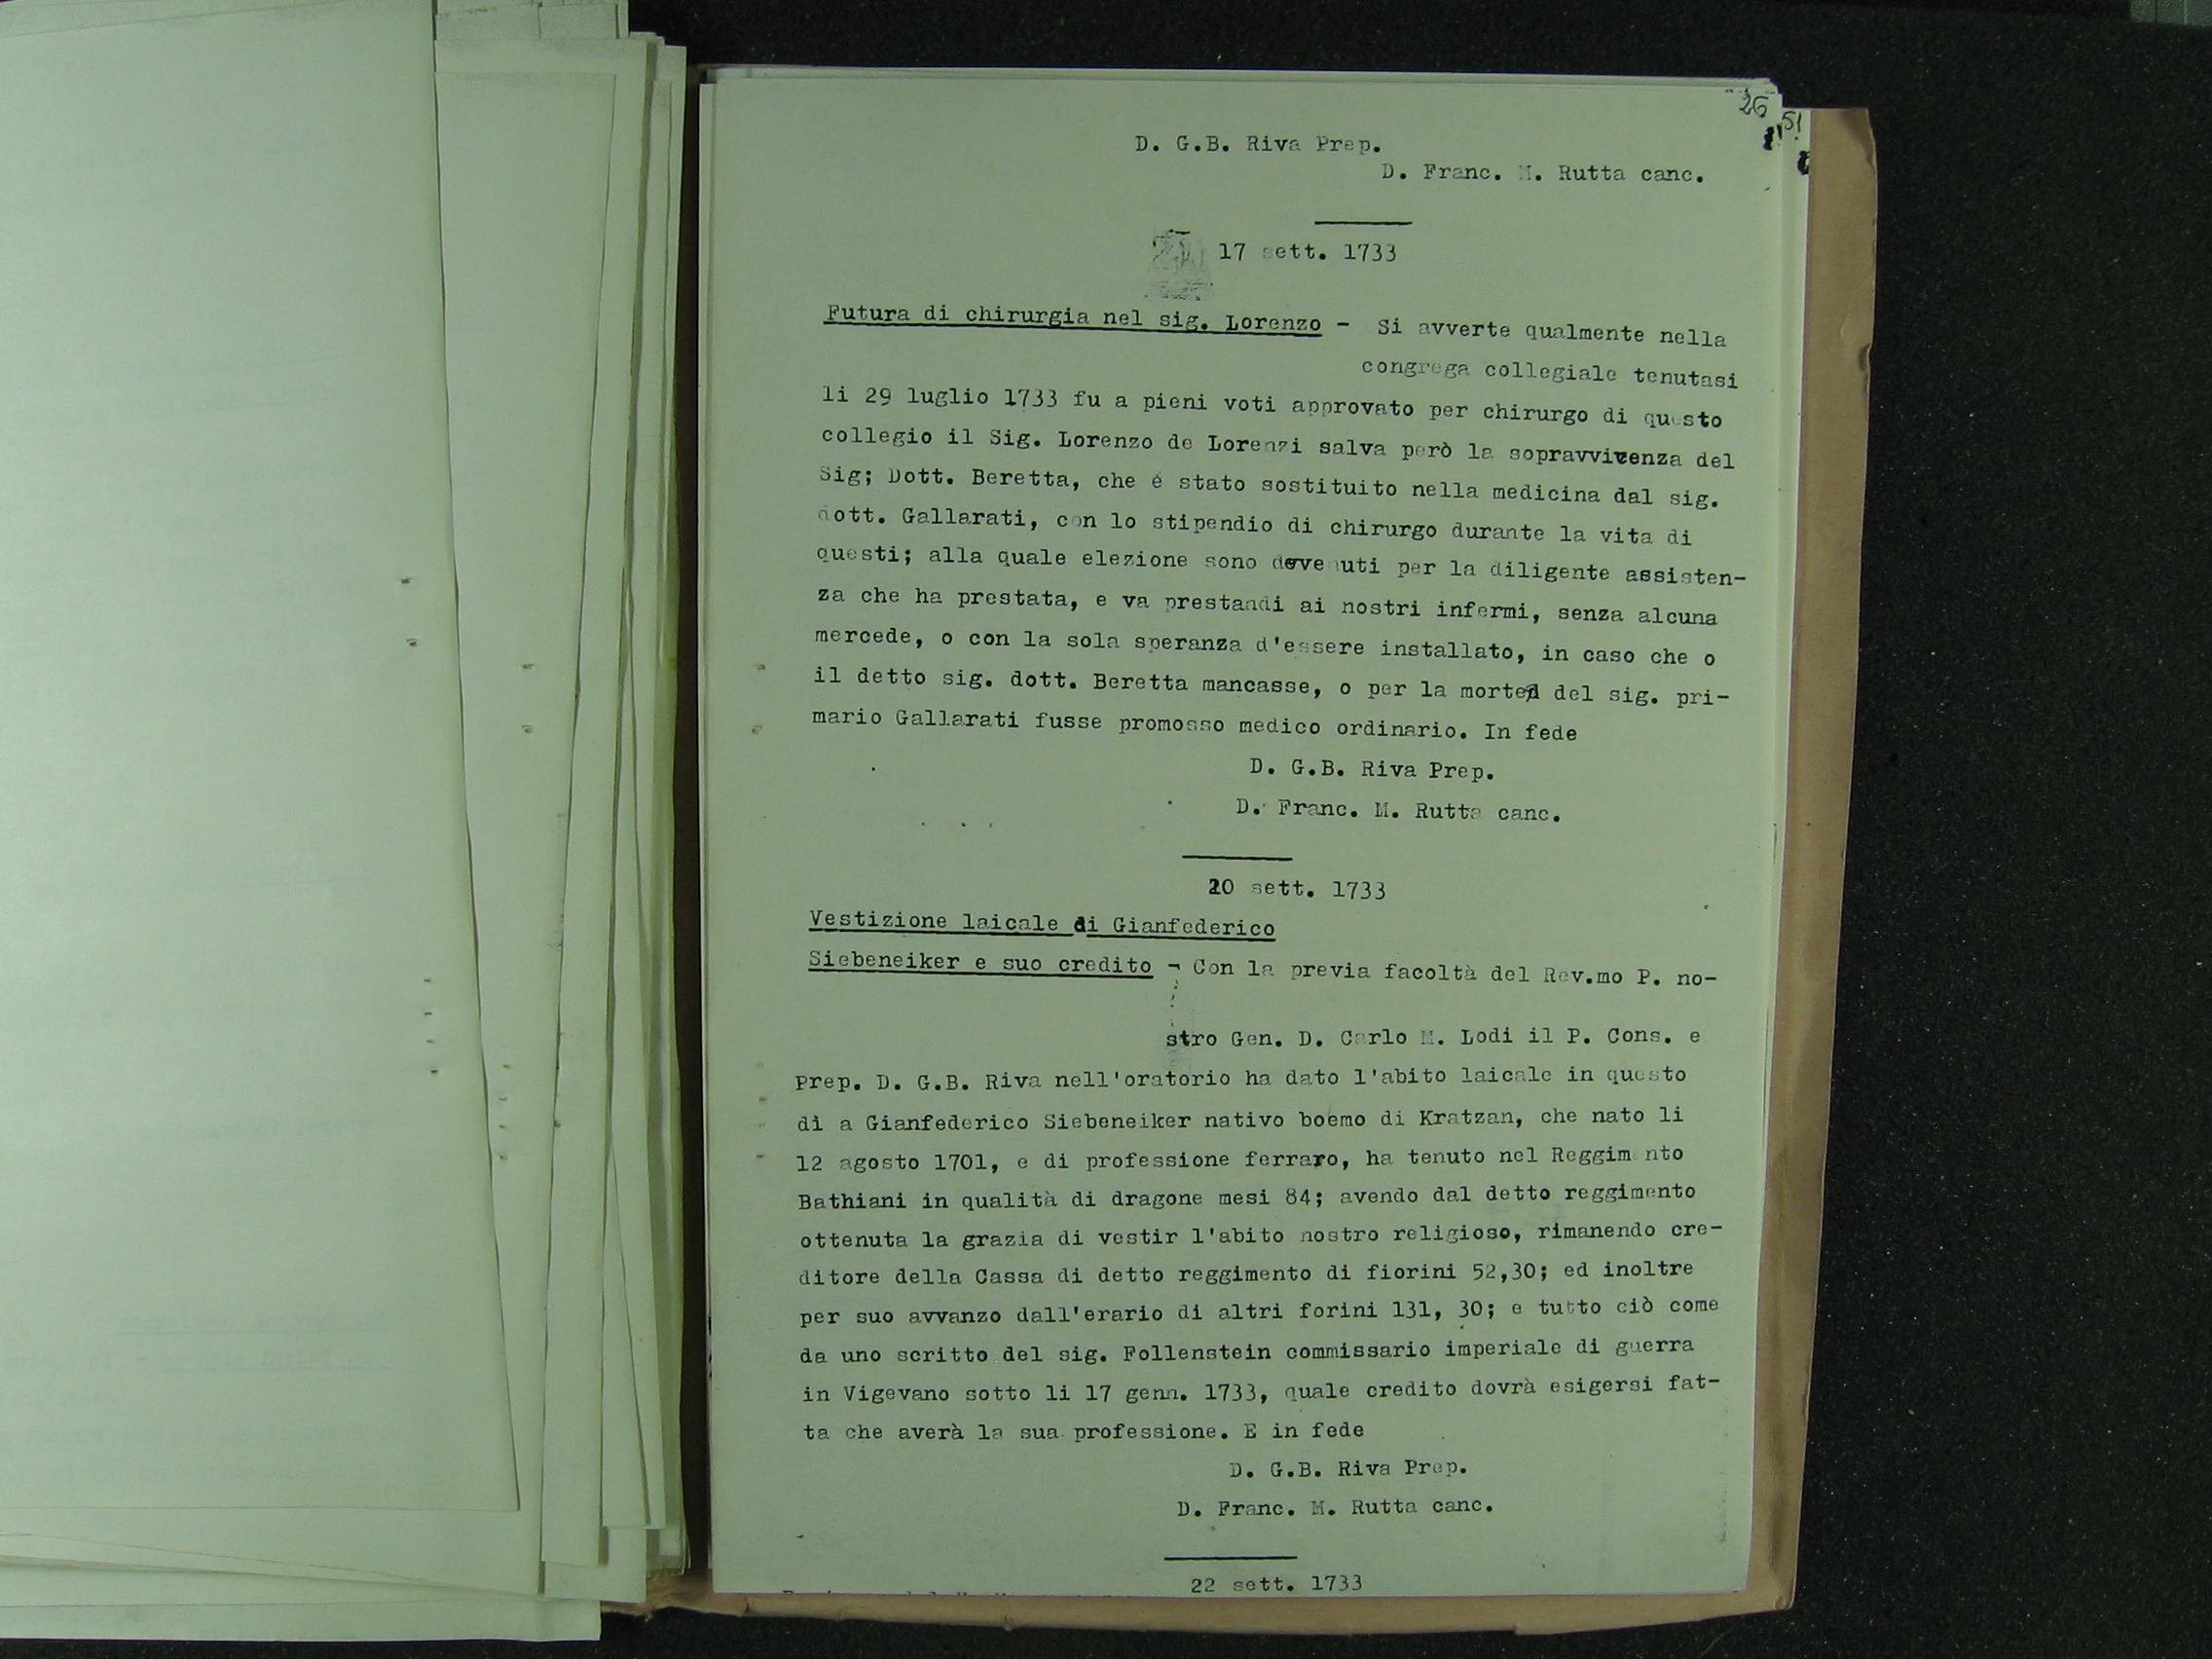 26
51
D. G.B. Riva Prep.
D. Franc. M. Rutta canc.
17 sett. 1733
Futura di chirurgia nel sig. Lorenzo - Si avverte qualmente nella
congrega collegiale tenutasi
li 29 luglio 1733 fu a pieni voti approvato per chirurgo di questo
collegio il Sig. Lorenzo de Lorenzi salva però la sopravvivenza del
Sig; Dott. Beretta, che é stato sostituito nella medicina dal sig.
dott. Gallarati, con lo stipendio di chirurgo durante la vita di
questi; alla quale elezione sono devenuti per la diligente assisten-
za che ha prestata, e va prestandi ai nostri infermi, senza alcuna
mercede, o con la sola speranza d'essere installato, in caso che o
il detto sig. dott. Beretta mancasse, o per la morte del sig. pri-
mario Gallarati fusse promosso medico ordinario. In fede
D. G.B. Riva Prep.
D. Franc. M. Rutta canc.
20 sett. 1733
Vestizione laicale di Gianfederico
Siebeneiker e suo credito - Con la previa facoltà del Rev.mo P. no-
stro Gen. D. Carlo M. Lodi il P. Cons. e
Prep. D. G.B. Riva nell'oratorio ha dato l'abito laicale in questo
dì a Gianfederico Siebeneiker nativo boemo di Kratzan, che nato li
12 agosto 1701, e di professione ferraro, ha tenuto nel Reggimento
Bathiani in qualità di dragone mesi 84; avendo dal detto reggimento
ottenuta la grazia di vestir l'abito nostro religioso, rimanendo cre-
ditore della Cassa di detto reggimento di fiorini 52,30; ed inoltre
per suo avvanzo dall'erario di altri forini 131, 30; e tutto ciò come
da uno scritto del sig. Follenstein commissario imperiale di guerra
in Vigevano sotto li 17 genn. 1733, quale credito dovrà esigersi fat-
ta che averà la sua professione. E in fede
D. G.B. Riva Prep.
D. Franc. M. Rutta canc.
22 sett. 1733